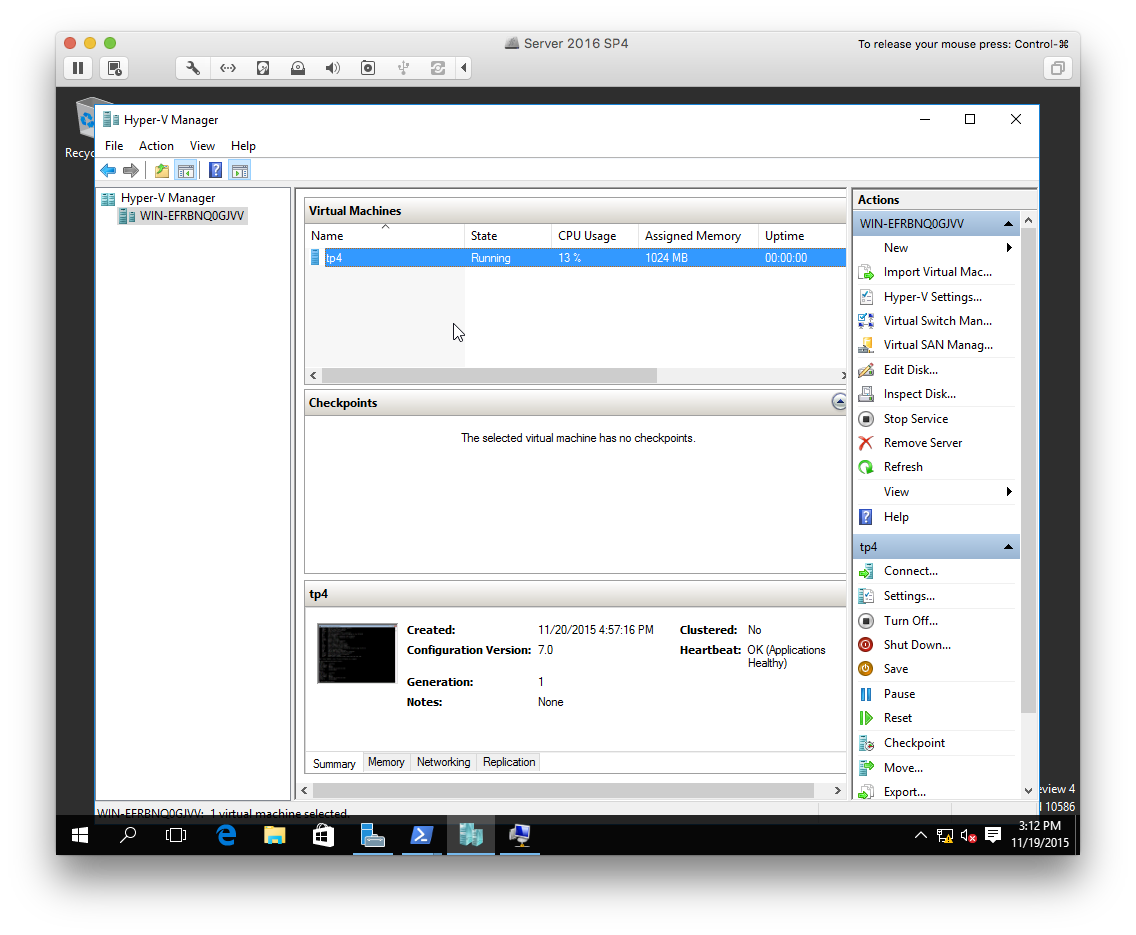 Server 2016 SP4
To release your mouse press: Control-⌘
Hyper-V Manager
File Action View Help
Hyper-V Manager
WIN-EFRBNQ0GJVV
Virtual Machines
Name State CPU Usage Assigned Memory Uptime
tp4 Running 13 % 1024 MB 00:00:00
Checkpoints
The selected virtual machine has no checkpoints.
tp4
Created: 11/20/2015 4:57:16 PM Clustered: No
Configuration Version: 7.0 Heartbeat: OK (Applications
Healthy)
Generation: 1
Notes: None
Summary Memory Networking Replication
Actions
WIN-EFRBNQ0GJVV
New
Import Virtual Mac...
Hyper-V Settings...
Virtual Switch Man...
Virtual SAN Manag...
Edit Disk...
Inspect Disk...
Stop Service
Remove Server
Refresh
View
Help
tp4
Connect...
Settings...
Turn Off...
Shut Down...
Save
Pause
Reset
Checkpoint
Move...
Export...
WIN-EFRBNQ0GJVV: 1 virtual machine selected.
Recyc
eview 4
10586
3:12 PM
11/19/2015